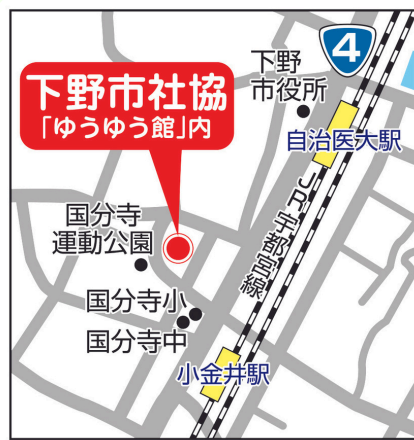 4
下野
市役所
下野市社協
「ゆうゆう館」内
自治医大駅
JR宇都宮線
国分寺
運動公園
国分寺小
国分寺中
小金井駅